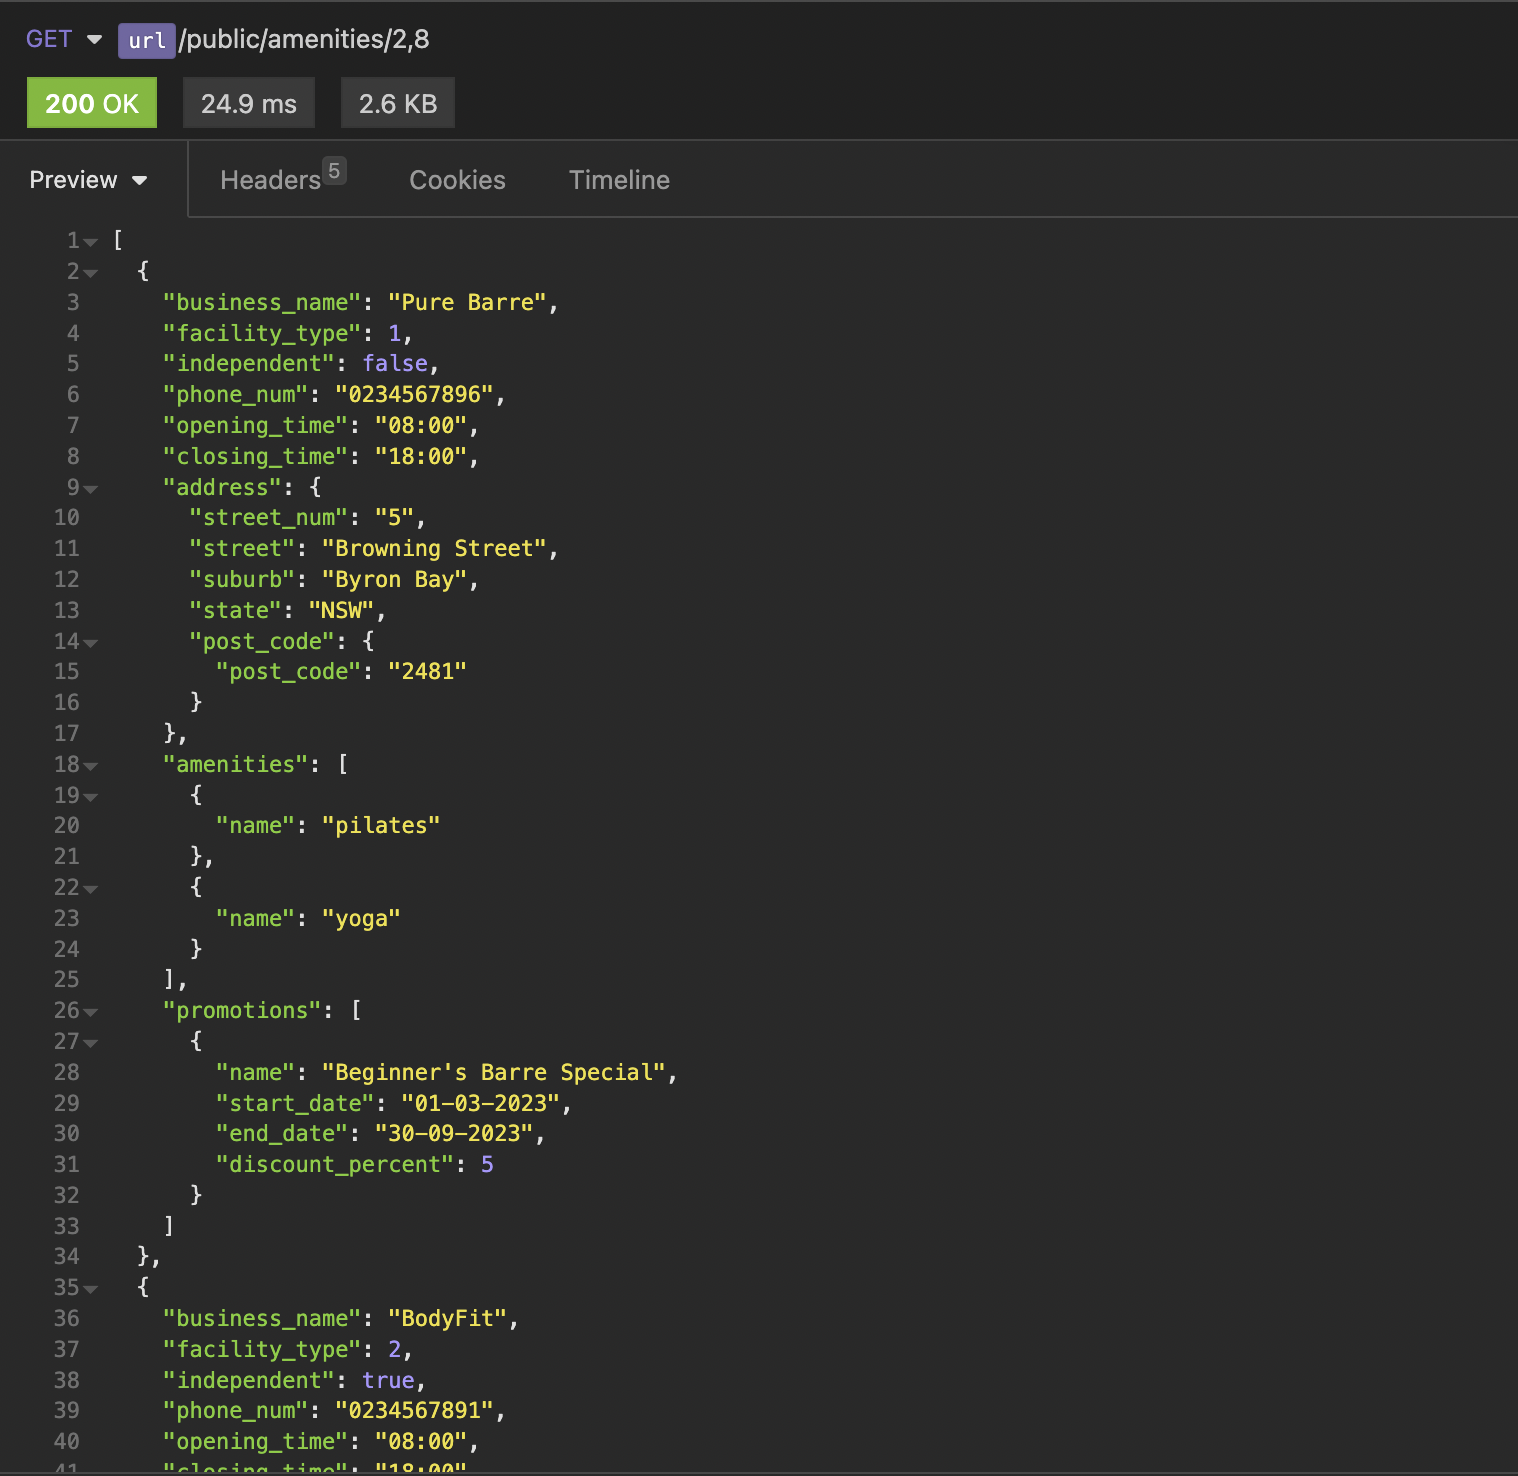 GET url/public/amenities/2,8
200 OK 24.9 ms 2.6 KB
Preview Headers 5 Cookies Timeline
1 [
2 {
3 "business_name": "Pure Barre",
4 "facility_type": 1,
5 "independent": false,
6 "phone_num": "0234567896",
7 "opening_time": "08:00",
8 "closing_time": "18:00",
9 "address": {
10 "street_num": "5",
11 "street": "Browning Street",
12 "suburb": "Byron Bay",
13 "state": "NSW",
14 "post_code": {
15 "post_code": "2481"
16 }
17 },
18 "amenities": [
19 {
20 "name": "pilates"
21 },
22 {
23 "name": "yoga"
24 }
25 ],
26 "promotions": [
27 {
28 "name": "Beginner's Barre Special",
29 "start_date": "01-03-2023",
30 "end_date": "30-09-2023",
31 "discount_percent": 5
32 }
33 ]
34 },
35 {
36 "business_name": "BodyFit",
37 "facility_type": 2,
38 "independent": true,
39 "phone_num": "0234567891",
40 "opening_time": "08:00",
41 "closing_time": "18:00"